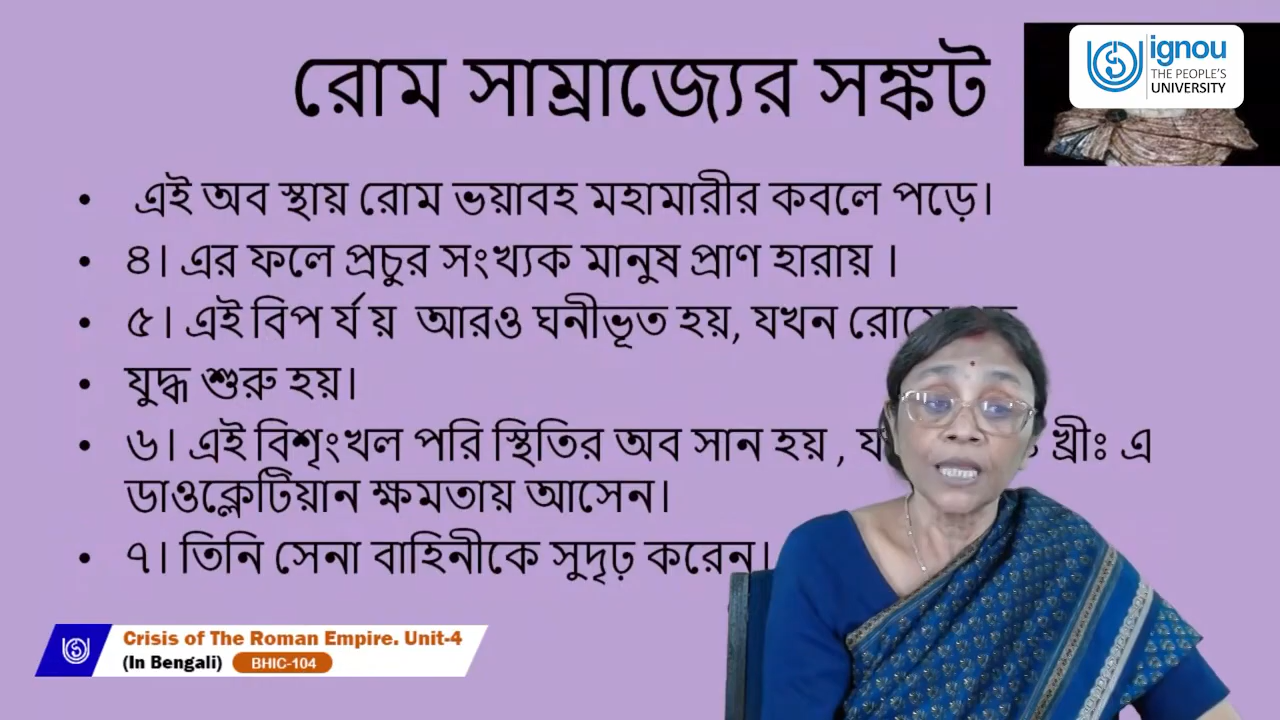 রোম সাম্রাজ্যের সঙ্কট
ignou
THE PEOPLE'S
UNIVERSITY
• এই অব স্থায় রোম ভয়াবহ মহামারীর কবলে পড়ে।
• ৪। এর ফলে প্রচুর সংখ্যক মানুষ প্রাণ হারায় ।
• ৫। এই বিপ র্য য় আরও ঘনীভূত হয়, যখন
• যুদ্ধ শুরু হয়।
• ৬। এই বিশৃংখল পরি স্থিতির অব সান হয় , খ্রীঃ এ
ডাওক্লেটিয়ান ক্ষমতায় আসেন।
• ৭। তিনি সেনা বাহিনীকে সুদৃঢ় করেন।
Crisis of The Roman Empire. Unit-4
(In Bengali) BHIC-104